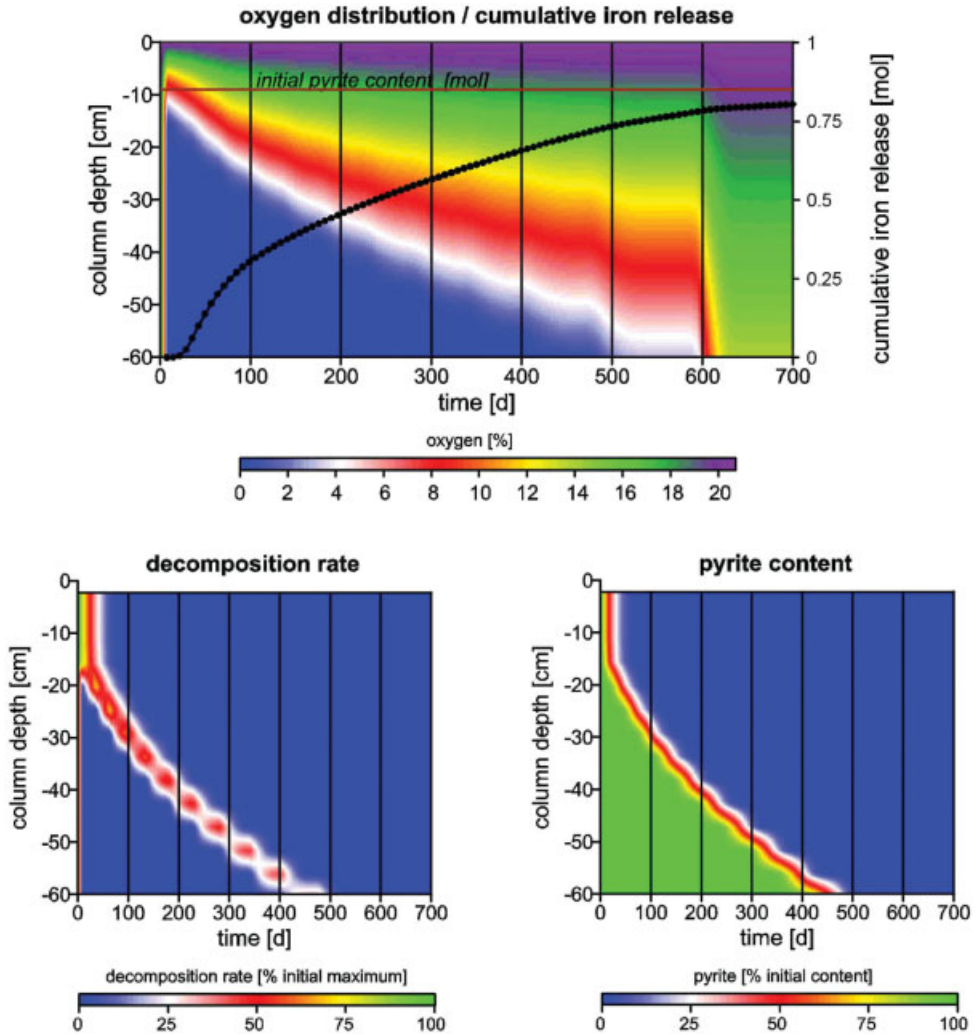 oxygen distribution / cumulative iron release
initial pyrite content [mol]
column depth [cm]
0
-10
-20
-30
-40
-50
-60
1
0.75
0.5
0.25
0
cumulative iron release [mol]
0 100 200 300 400 500 600 700
time [d]
oxygen [%]
0 2 4 6 8 10 12 14 16 18 20
decomposition rate
column depth [cm]
0
-10
-20
-30
-40
-50
-60
0 100 200 300 400 500 600 700
time [d]
decomposition rate [% initial maximum]
0 25 50 75 100
pyrite content
column depth [cm]
0
-10
-20
-30
-40
-50
-60
0 100 200 300 400 500 600 700
time [d]
pyrite [% initial content]
0 25 50 75 100